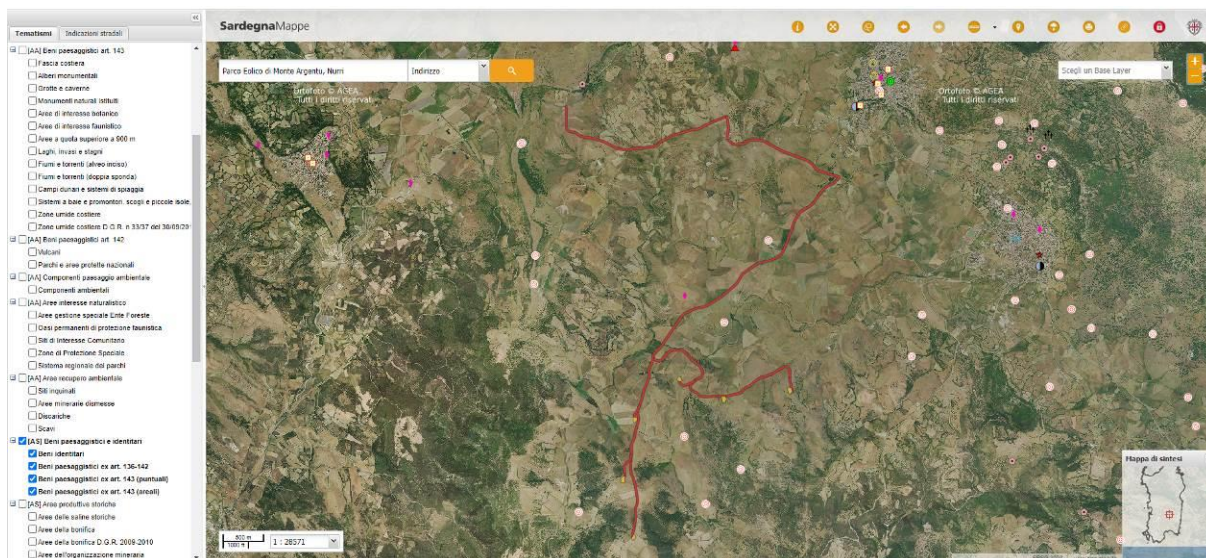 SardegnaMappe
Tematismi
Indicazioni stradali
[AA] Beni paesaggistici art. 143
Fascia costiera
Alberi monumentali
Grotte e caverne
Monumenti naturali istituiti
Aree di interesse botanico
Aree di interesse faunistico
Aree a quota superiore a 900 m
Laghi, invasi e stagni
Fiumi e torrenti (alveo inciso)
Fiumi e torrenti (doppia sponda)
Campi dunari e sistemi di spiaggia
Sistemi a baie e promontori, scogli e piccole isole,
Zone umide costiere
Zone umide costiere D.G.R. n 33/37 del 30/09/201
[AA] Beni paesaggistici art. 142
Vulcani
Parchi e aree protette nazionali
[AA] Componenti paesaggio ambientale
Componenti ambientali
[AA] Aree interesse naturalistico
Aree gestione speciale Ente Foreste
Oasi permanenti di protezione faunistica
Siti di Interesse Comunitario
Zone di Protezione Speciale
Sistema regionale dei parchi
[AA] Aree recupero ambientale
Siti inquinati
Aree minerarie dismesse
Discariche
Scavi
[AS] Beni paesaggistici e identitari
Beni identitari
Beni paesaggistici ex art. 136-142
Beni paesaggistici ex art. 143 (puntuali)
Beni paesaggistici ex art. 143 (areali)
[AS] Aree produttive storiche
Aree delle saline storiche
Aree della bonifica
Aree della bonifica D.G.R. 2009-2010
Aree dell'organizzazione mineraria
Parco Eolico di Monte Argentu, Nurri
Indirizzo
Scegli un Base Layer
Ortofoto © AGEA
Tutti i diritti riservati
Ortofoto © AGEA
Tutti i diritti riservati
Mappa di sintesi
1 : 28571